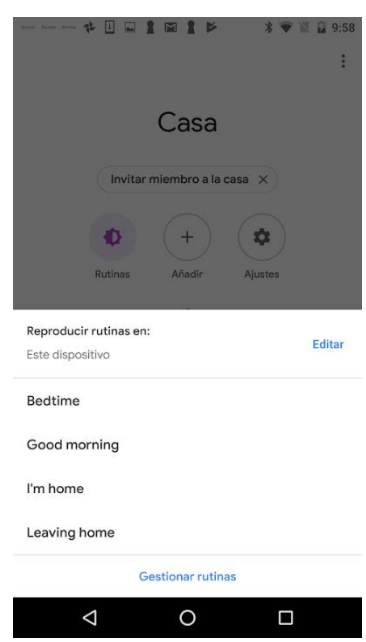 9:58
Casa
Invitar miembro a la casa
Rutinas Añadir Ajustes
Reproducir rutinas en:
Este dispositivo
Editar
Bedtime
Good morning
I'm home
Leaving home
Gestionar rutinas